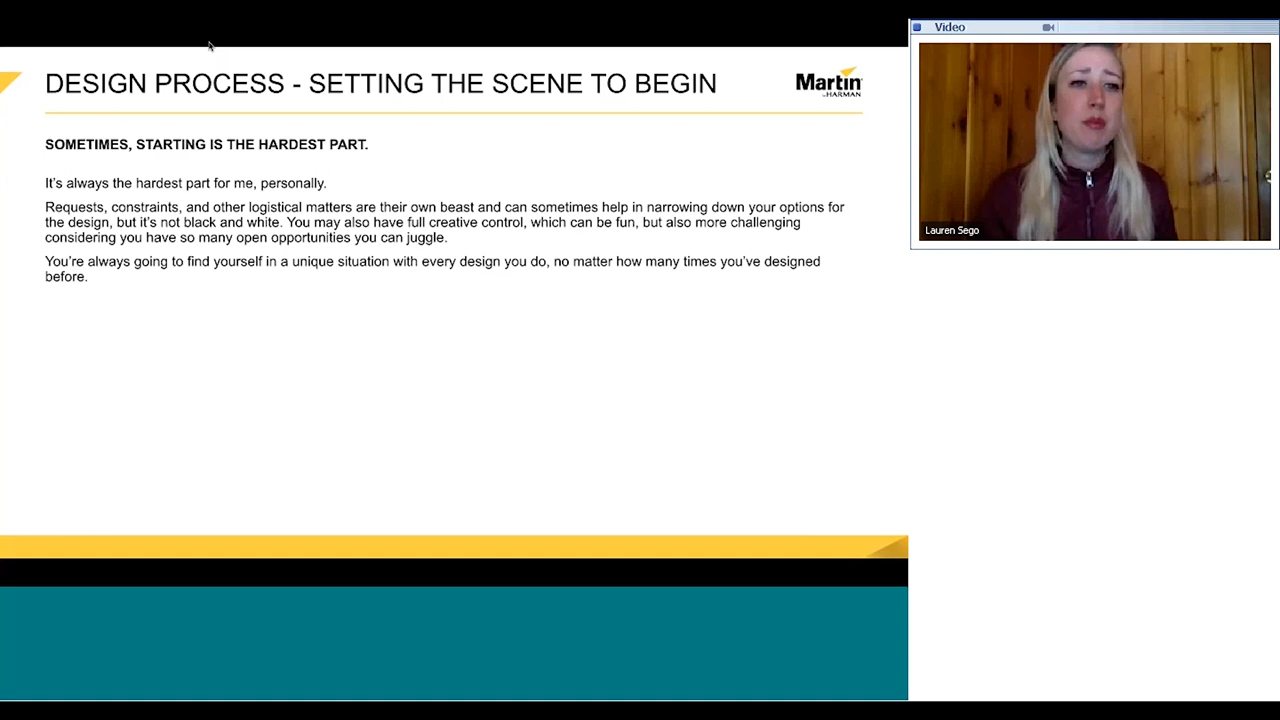 DESIGN PROCESS - SETTING THE SCENE TO BEGIN
Martin
by HARMAN
SOMETIMES, STARTING IS THE HARDEST PART.
It's always the hardest part for me, personally.
Requests, constraints, and other logistical matters are their own beast and can sometimes help in narrowing down your options for
the design, but it's not black and white. You may also have full creative control, which can be fun, but also more challenging
considering you have so many open opportunities you can juggle.
You're always going to find yourself in a unique situation with every design you do, no matter how many times you've designed
before.
Video
Lauren Sego